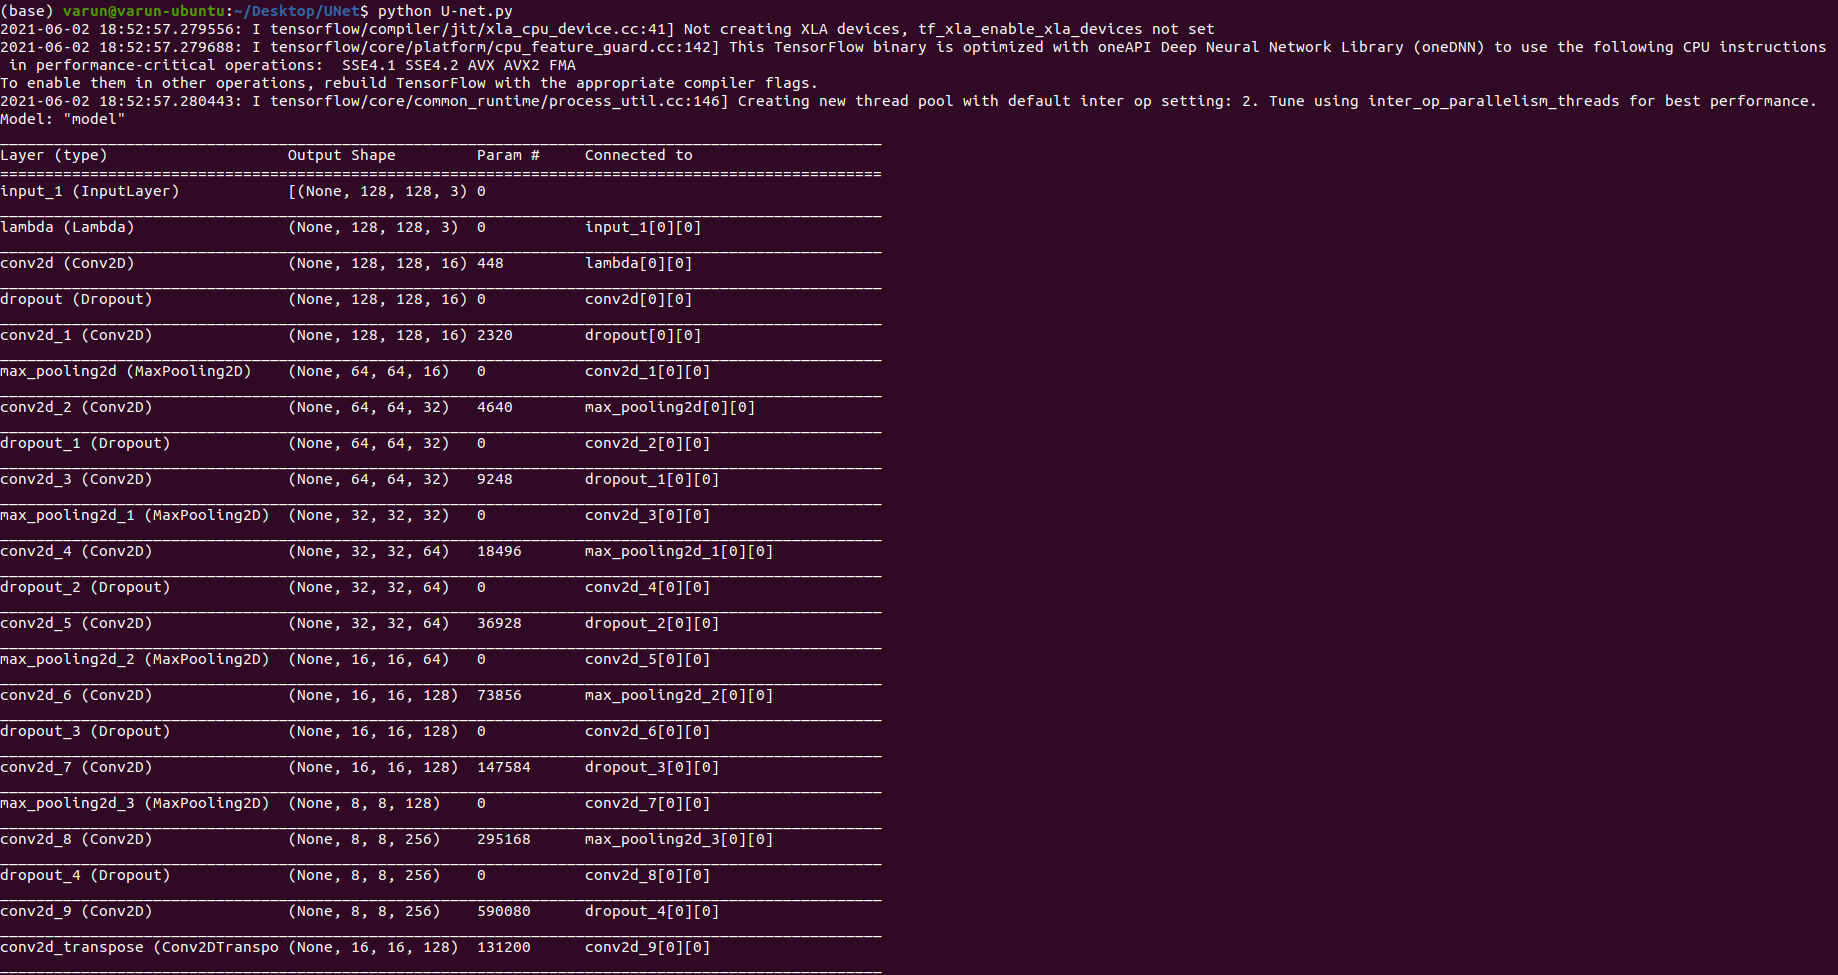 (base) varun@varun-ubuntu:~/Desktop/UNet$ python U-net.py
2021-06-02 18:52:57.279556: I tensorflow/compiler/jit/xla_cpu_device.cc:41] Not creating XLA devices, tf_xla_enable_xla_devices not set
2021-06-02 18:52:57.279688: I tensorflow/core/platform/cpu_feature_guard.cc:142] This TensorFlow binary is optimized with oneAPI Deep Neural Network Library (oneDNN) to use the following CPU instructions
 in performance-critical operations:  SSE4.1 SSE4.2 AVX AVX2 FMA
To enable them in other operations, rebuild TensorFlow with the appropriate compiler flags.
2021-06-02 18:52:57.280443: I tensorflow/core/common_runtime/process_util.cc:146] Creating new thread pool with default inter op setting: 2. Tune using inter_op_parallelism_threads for best performance.
Model: "model"
Layer (type)                    Output Shape         Param #     Connected to
input_1 (InputLayer)            [(None, 128, 128, 3) 0
lambda (Lambda)                 (None, 128, 128, 3)  0           input_1[0][0]
conv2d (Conv2D)                 (None, 128, 128, 16) 448         lambda[0][0]
dropout (Dropout)               (None, 128, 128, 16) 0           conv2d[0][0]
conv2d_1 (Conv2D)               (None, 128, 128, 16) 2320        dropout[0][0]
max_pooling2d (MaxPooling2D)    (None, 64, 64, 16)   0           conv2d_1[0][0]
conv2d_2 (Conv2D)               (None, 64, 64, 32)   4640        max_pooling2d[0][0]
dropout_1 (Dropout)             (None, 64, 64, 32)   0           conv2d_2[0][0]
conv2d_3 (Conv2D)               (None, 64, 64, 32)   9248        dropout_1[0][0]
max_pooling2d_1 (MaxPooling2D)  (None, 32, 32, 32)   0           conv2d_3[0][0]
conv2d_4 (Conv2D)               (None, 32, 32, 64)   18496       max_pooling2d_1[0][0]
dropout_2 (Dropout)             (None, 32, 32, 64)   0           conv2d_4[0][0]
conv2d_5 (Conv2D)               (None, 32, 32, 64)   36928       dropout_2[0][0]
max_pooling2d_2 (MaxPooling2D)  (None, 16, 16, 64)   0           conv2d_5[0][0]
conv2d_6 (Conv2D)               (None, 16, 16, 128)  73856       max_pooling2d_2[0][0]
dropout_3 (Dropout)             (None, 16, 16, 128)  0           conv2d_6[0][0]
conv2d_7 (Conv2D)               (None, 16, 16, 128)  147584      dropout_3[0][0]
max_pooling2d_3 (MaxPooling2D)  (None, 8, 8, 128)    0           conv2d_7[0][0]
conv2d_8 (Conv2D)               (None, 8, 8, 256)    295168      max_pooling2d_3[0][0]
dropout_4 (Dropout)             (None, 8, 8, 256)    0           conv2d_8[0][0]
conv2d_9 (Conv2D)               (None, 8, 8, 256)    590080      dropout_4[0][0]
conv2d_transpose (Conv2DTranspo (None, 16, 16, 128)  131200      conv2d_9[0][0]